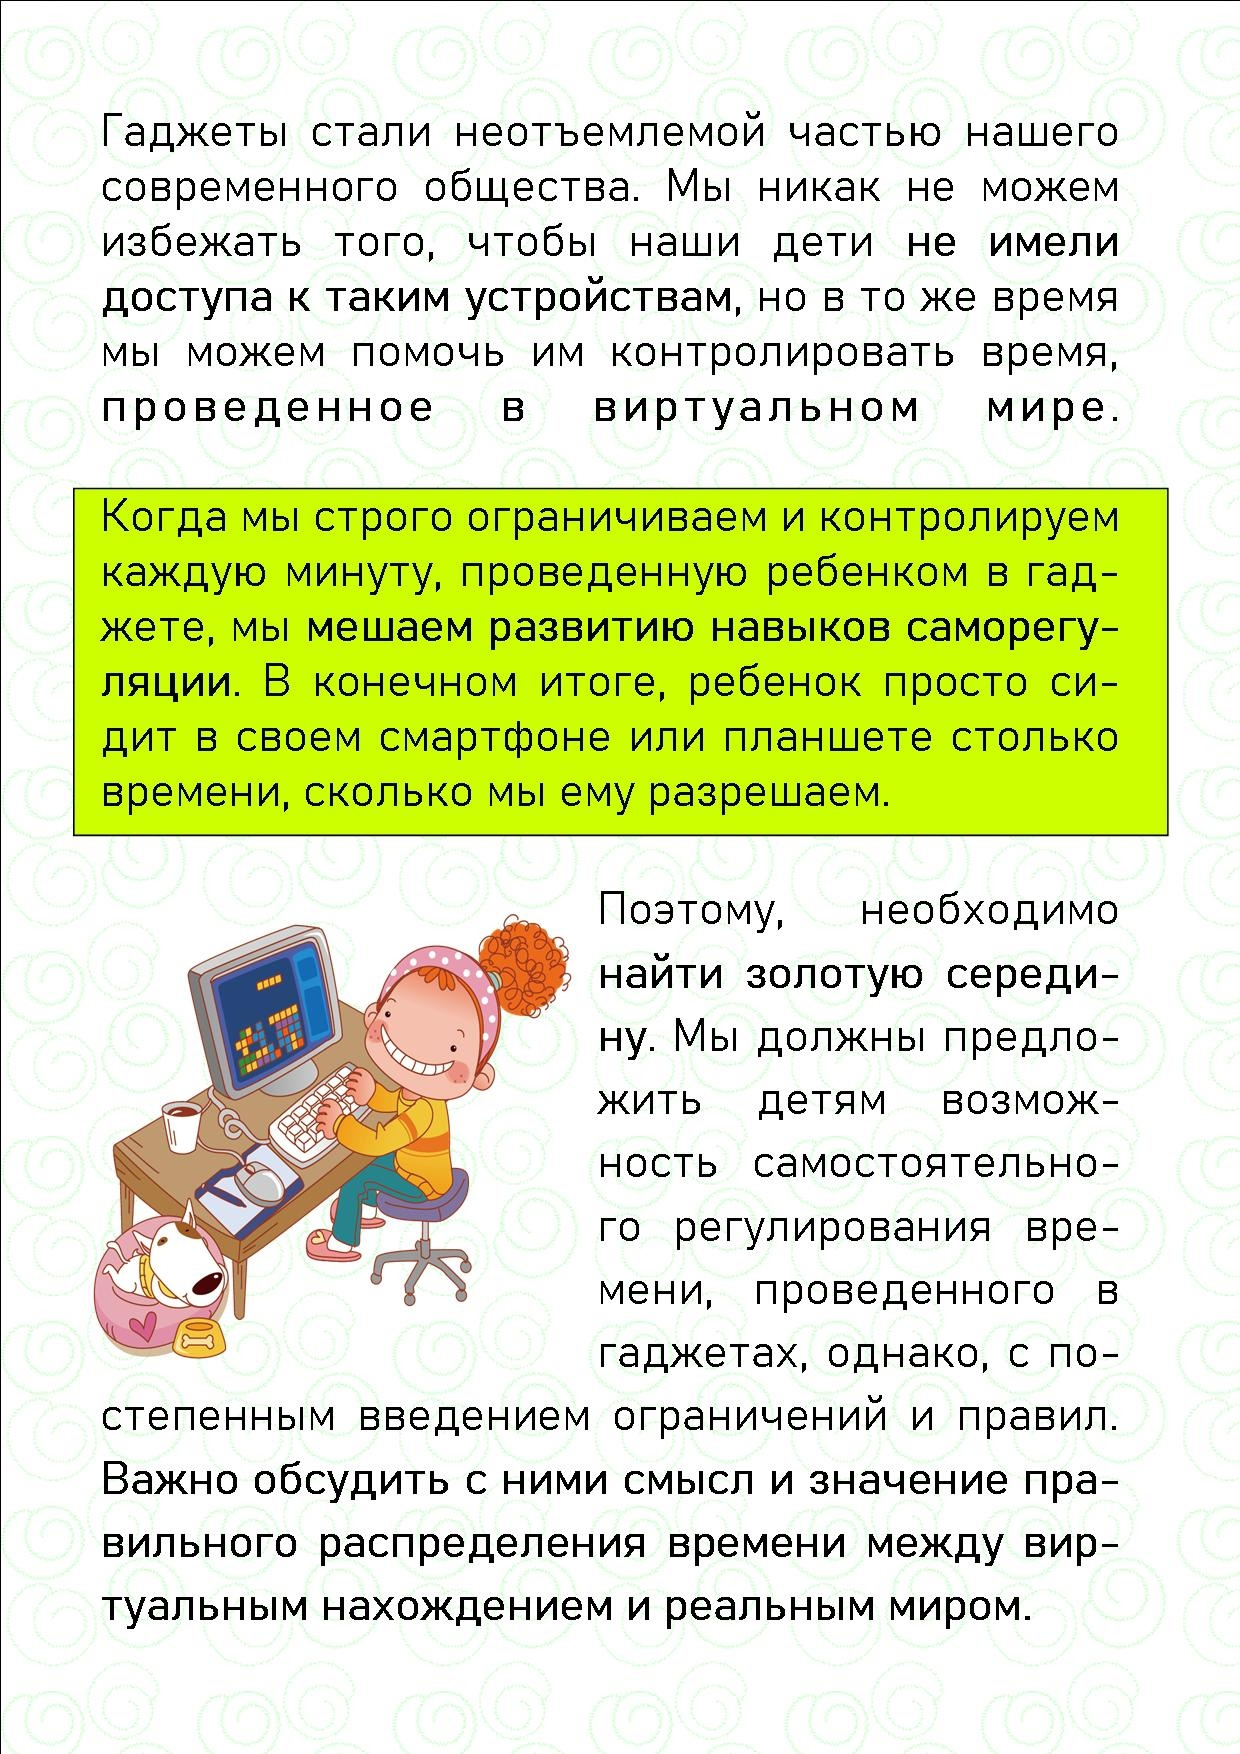 Гаджеты стали неотъемлемой частью нашего
современного общества. Мы никак не можем
избежать того, чтобы наши дети не имели
доступа к таким устройствам, но в то же время
мы можем помочь им контролировать время,
проведенное в виртуальном мире.
Когда мы строго ограничиваем и контролируем
каждую минуту, проведенную ребенком в гад-
жете, мы мешаем развитию навыков саморегу-
ляции. В конечном итоге, ребенок просто си-
дит в своем смартфоне или планшете столько
времени, сколько мы ему разрешаем.
Поэтому, необходимо
найти золотую середи-
ну. Мы должны предло-
жить детям возмож-
ность самостоятельно-
го регулирования вре-
мени, проведенного в
гаджетах, однако, с по-
степенным введением ограничений и правил.
Важно обсудить с ними смысл и значение пра-
вильного распределения времени между вир-
туальным нахождением и реальным миром.